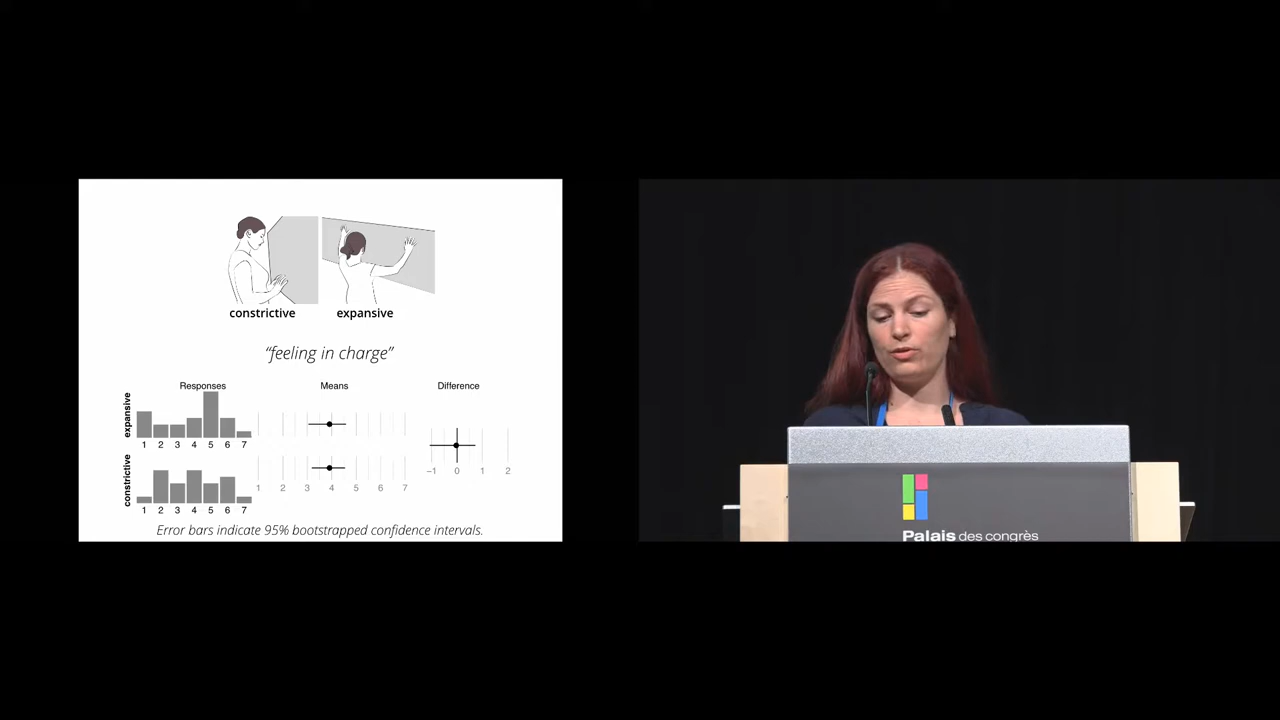 constrictive expansive
“feeling in charge”
Responses Means Difference
expansive
1 2 3 4 5 6 7
−1 0 1 2
constrictive
1 2 3 4 5 6 7
1 2 3 4 5 6 7
Error bars indicate 95% bootstrapped confidence intervals.
Palais des congrès